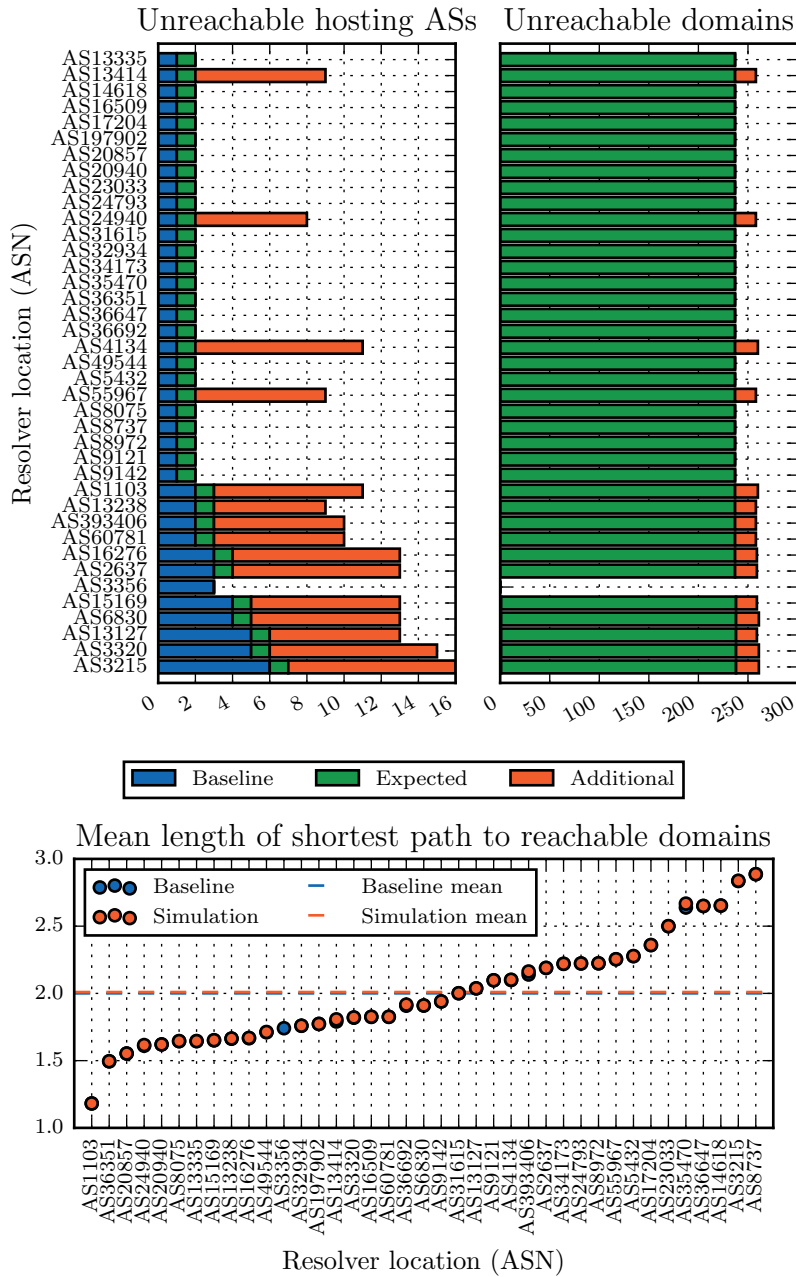 Unreachable hosting ASs
Unreachable domains
Resolver location (ASN)
AS13335
AS13414
AS14618
AS16509
AS17204
AS197902
AS20857
AS20940
AS23033
AS24793
AS24940
AS31615
AS32934
AS34173
AS35470
AS36351
AS36647
AS36692
AS4134
AS49544
AS5432
AS55967
AS8075
AS8737
AS8972
AS9121
AS9142
AS1103
AS13238
AS393406
AS60781
AS16276
AS2637
AS3356
AS15169
AS6830
AS13127
AS3320
AS3215
0 2 4 6 8 10 12 14 16
0 50 100 150 200 250 300
Baseline Expected Additional
Mean length of shortest path to reachable domains
3.0
2.5
2.0
1.5
1.0
Baseline Baseline mean
Simulation Simulation mean
AS1103
AS36351
AS20857
AS24940
AS20940
AS8075
AS13335
AS15169
AS13238
AS16276
AS49544
AS3356
AS32934
AS197902
AS13414
AS3320
AS16509
AS60781
AS36692
AS6830
AS9142
AS31615
AS13127
AS9121
AS4134
AS393406
AS2637
AS34173
AS24793
AS8972
AS55967
AS5432
AS17204
AS23033
AS35470
AS36647
AS14618
AS3215
AS8737
Resolver location (ASN)